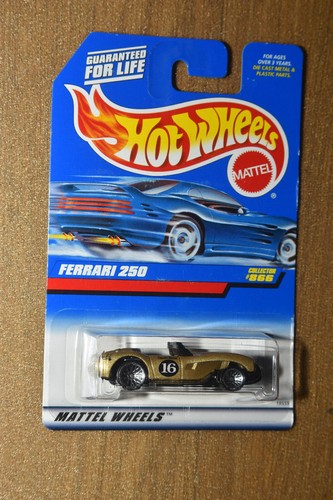 GUARANTEED
FOR LIFE
FOR AGES
OVER 3 YEARS.
DIE CAST METAL &
PLASTIC PARTS.
HOT WHEELS
MATTEL
®
FERRARI 250
COLLECTOR
#866
16
MATTEL WHEELS™